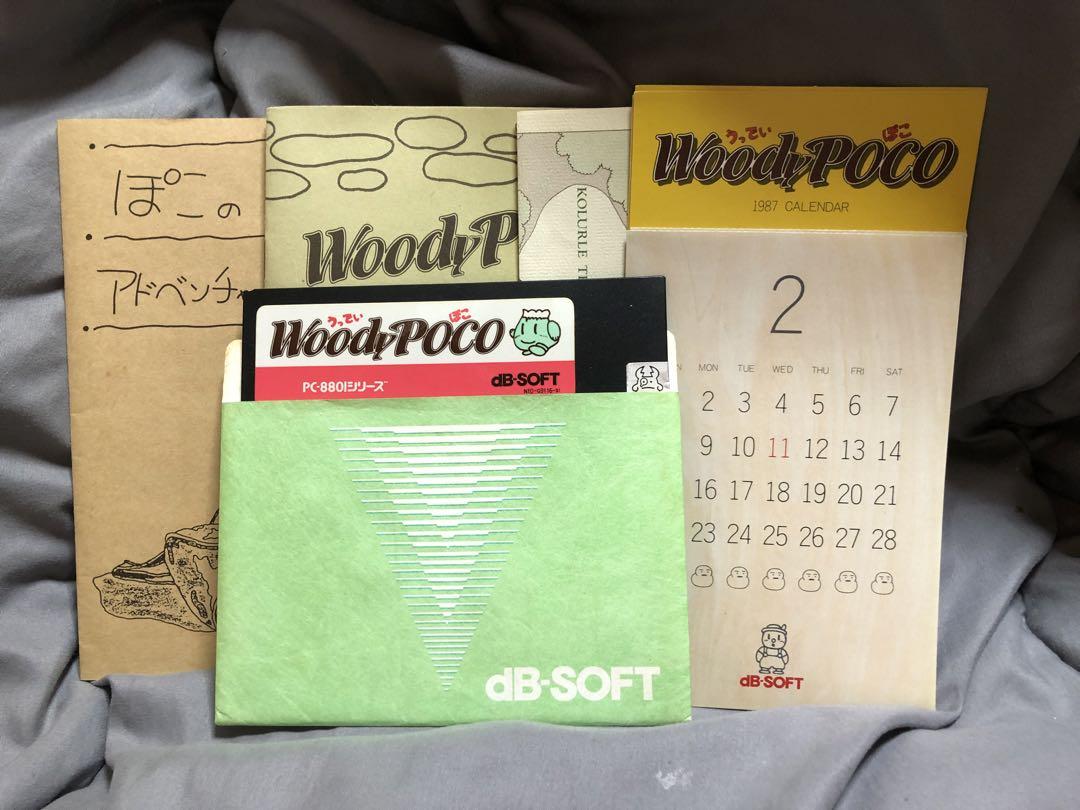 ぽこの
アドベンチャ
WoodyP
KOLURLE T
うっでい ぽこ
WoodyPOCO
1987 CALENDAR
2
MON TUE WED THU FRI SAT
2 3 4 5 6 7
9 10 11 12 13 14
16 17 18 19 20 21
23 24 25 26 27 28
dB-SOFT
うっでい ぽこ
WoodyPOCO
PC-8801シリーズ
dB-SOFT
dB-SOFT